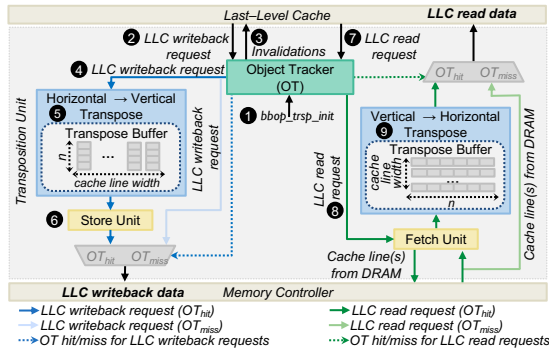 Last–Level Cache
LLC read data
2 LLC writeback request
3 Invalidations
7 LLC read request
4 LLC writeback request
Object Tracker (OT)
OThit OTmiss
Transposition Unit
Horizontal → Vertical
5 Transpose
Transpose Buffer
n
...
cache line width
LLC writeback request
1 bbop_trsp_init
LLC read request
8
Vertical → Horizontal
9 Transpose
Transpose Buffer
cache line width
...
n
Cache line(s) from DRAM
6 Store Unit
Fetch Unit
OThit OTmiss
Cache line(s) from DRAM
LLC writeback data
Memory Controller
LLC writeback request (OThit)
LLC read request (OThit)
LLC writeback request (OTmiss)
LLC read request (OTmiss)
OT hit/miss for LLC writeback requests
OT hit/miss for LLC read requests